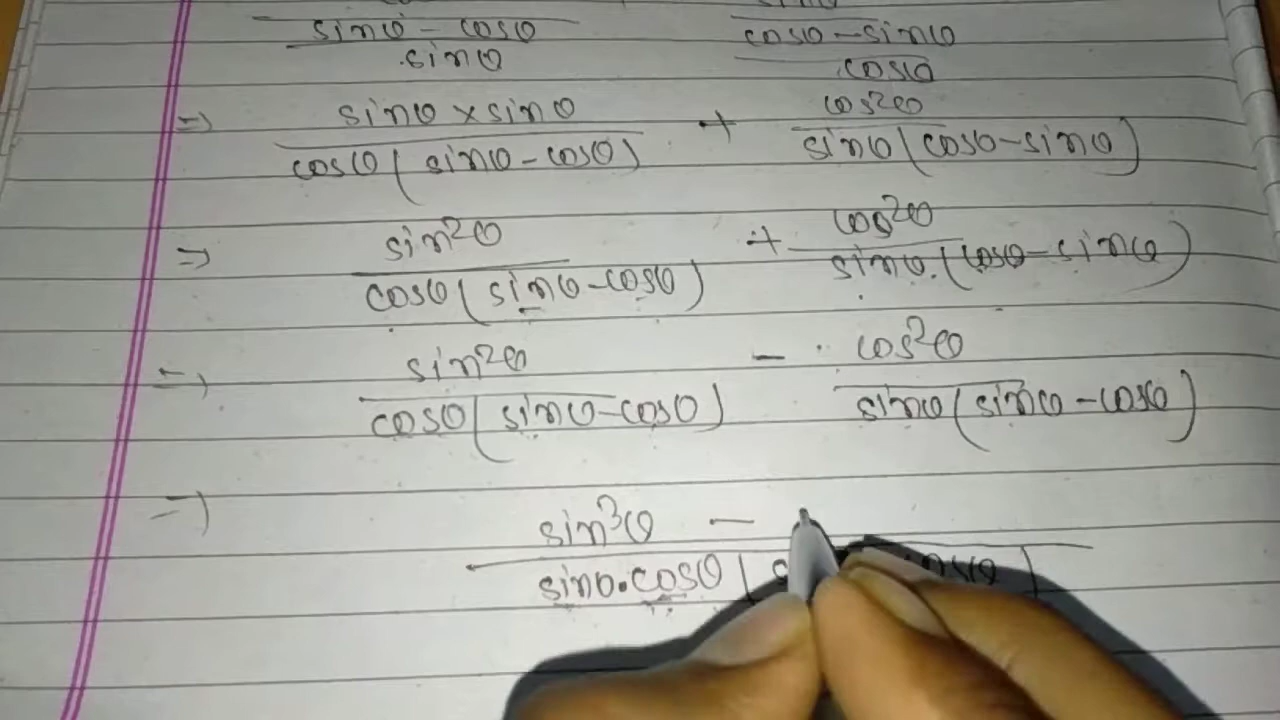 sinθ - cosθ cosθ - sinθ
sinθ cosθ
⇒ sinθ × sinθ + cos²θ
cosθ(sinθ - cosθ) sinθ(cosθ - sinθ)
⇒ sin²θ + cos²θ
cosθ(sinθ - cosθ) sinθ.(cosθ - sinθ)
⇒ sin²θ - cos²θ
cosθ(sinθ - cosθ) sinθ(sinθ - cosθ)
⇒ sin³θ -
sinθ.cosθ( cosθ)